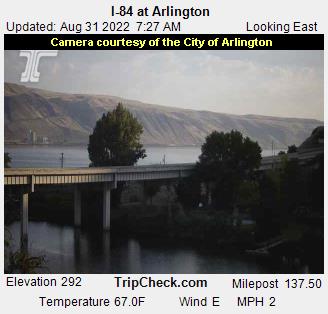 I-84 at Arlington
Updated: Aug 31 2022 7:27 AM Looking East
Camera courtesy of the City of Arlington
Elevation 292 TripCheck.com Milepost 137.50
Temperature 67.0F Wind E MPH 2